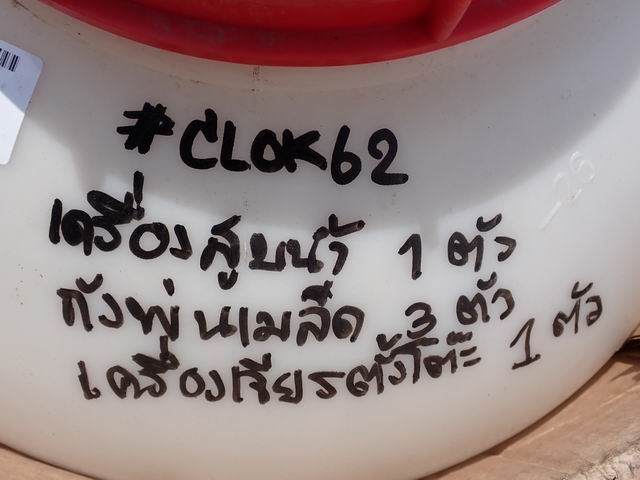 #CLOK62
เครื่องสูบน้ำ 1 ตัว
ถังพ่นเมล็ด 3 ตัว
เครื่องเจียรตั้งโต๊ะ 1 ตัว
-26